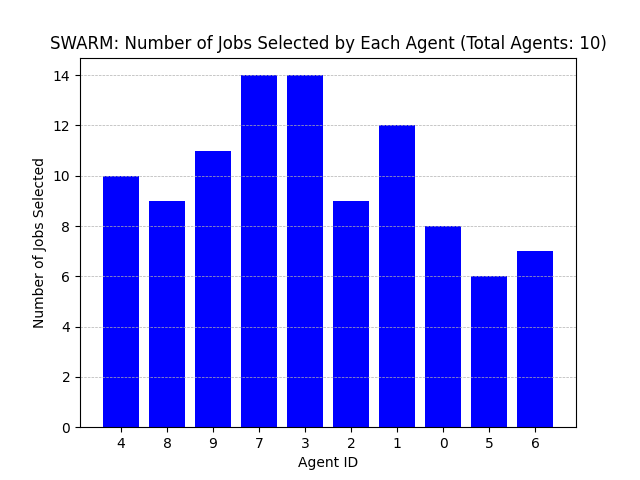 SWARM: Number of Jobs Selected by Each Agent (Total Agents: 10)
14
12
10
8
6
4
2
0
Number of Jobs Selected
4 8 9 7 3 2 1 0 5 6
Agent ID